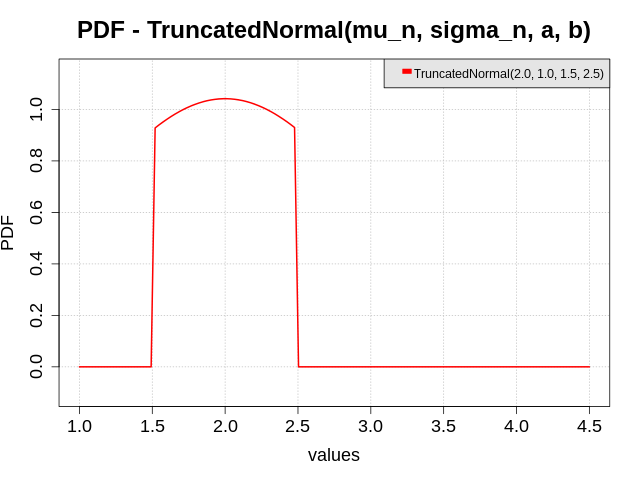 PDF - TruncatedNormal(mu_n, sigma_n, a, b)
TruncatedNormal(2.0, 1.0, 1.5, 2.5)
PDF
1.0
0.8
0.6
0.4
0.2
0.0
1.0 1.5 2.0 2.5 3.0 3.5 4.0 4.5
values